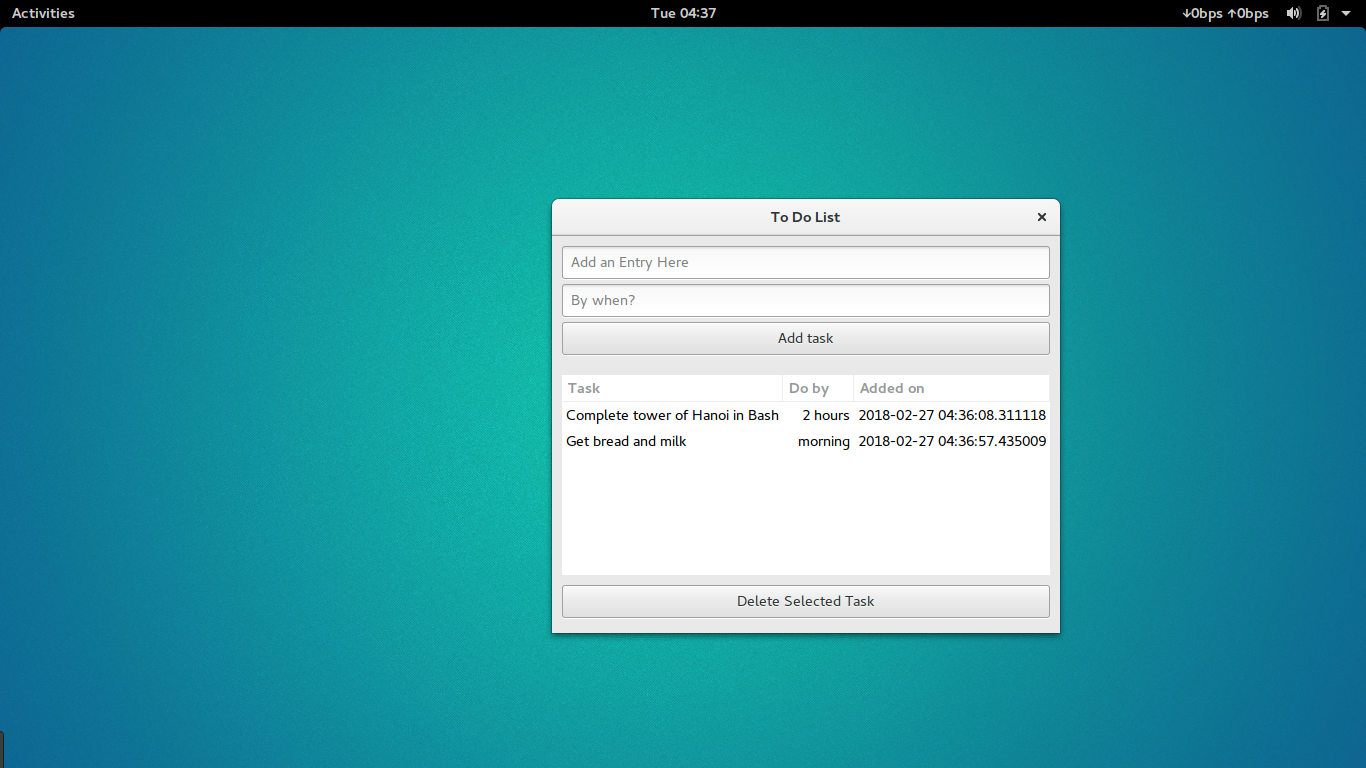 Activities Tue 04:37 ↓0bps ↑0bps
To Do List
Add an Entry Here
By when?
Add task
Task Do by Added on
Complete tower of Hanoi in Bash 2 hours 2018-02-27 04:36:08.311118
Get bread and milk morning 2018-02-27 04:36:57.435009
Delete Selected Task